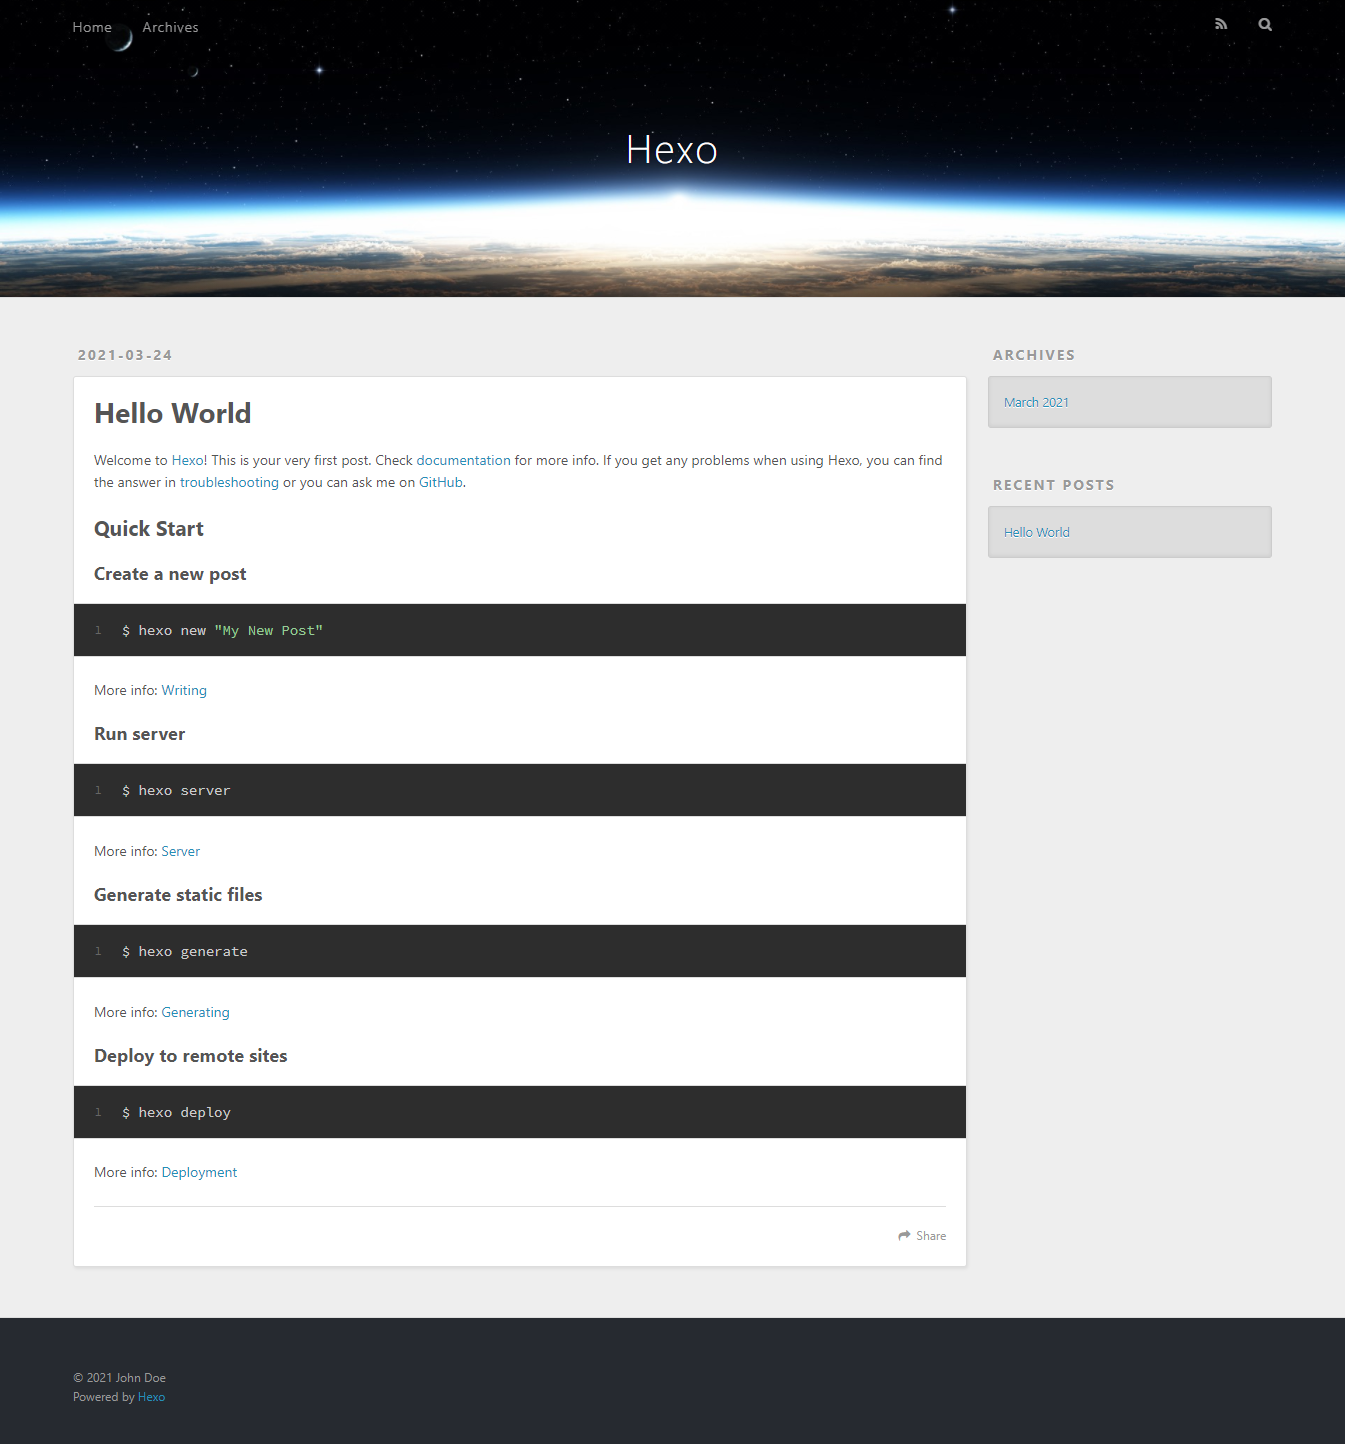 Home
Archives
Hexo
2021-03-24
Hello World
Welcome to Hexo! This is your very first post. Check documentation for more info. If you get any problems when using Hexo, you can find
the answer in troubleshooting or you can ask me on GitHub.
Quick Start
Create a new post
1 $ hexo new "My New Post"
More info: Writing
Run server
1 $ hexo server
More info: Server
Generate static files
1 $ hexo generate
More info: Generating
Deploy to remote sites
1 $ hexo deploy
More info: Deployment
Share
ARCHIVES
March 2021
RECENT POSTS
Hello World
© 2021 John Doe
Powered by Hexo